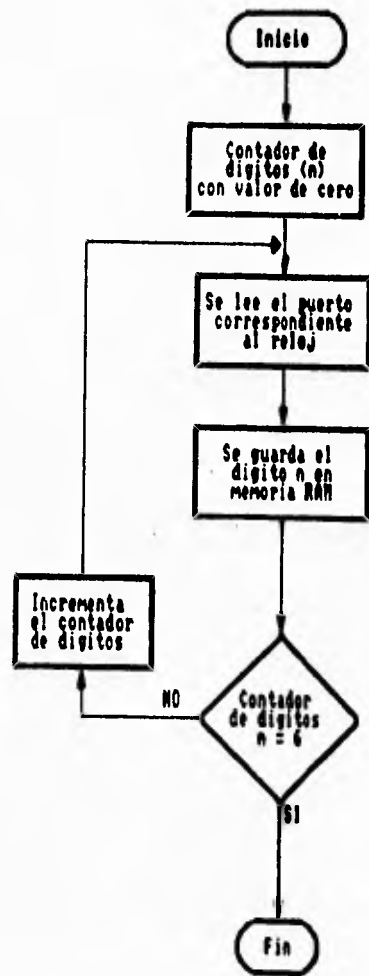 Inicio
Contador de
digitos (n)
con valor de cero
Se lee el puerto
correspondiente
al reloj
Se guarda el
digito n en
memoria RAM
Incrementa
el contador
de digitos
NO
Contador
de digitos
n = 6
SI
Fin